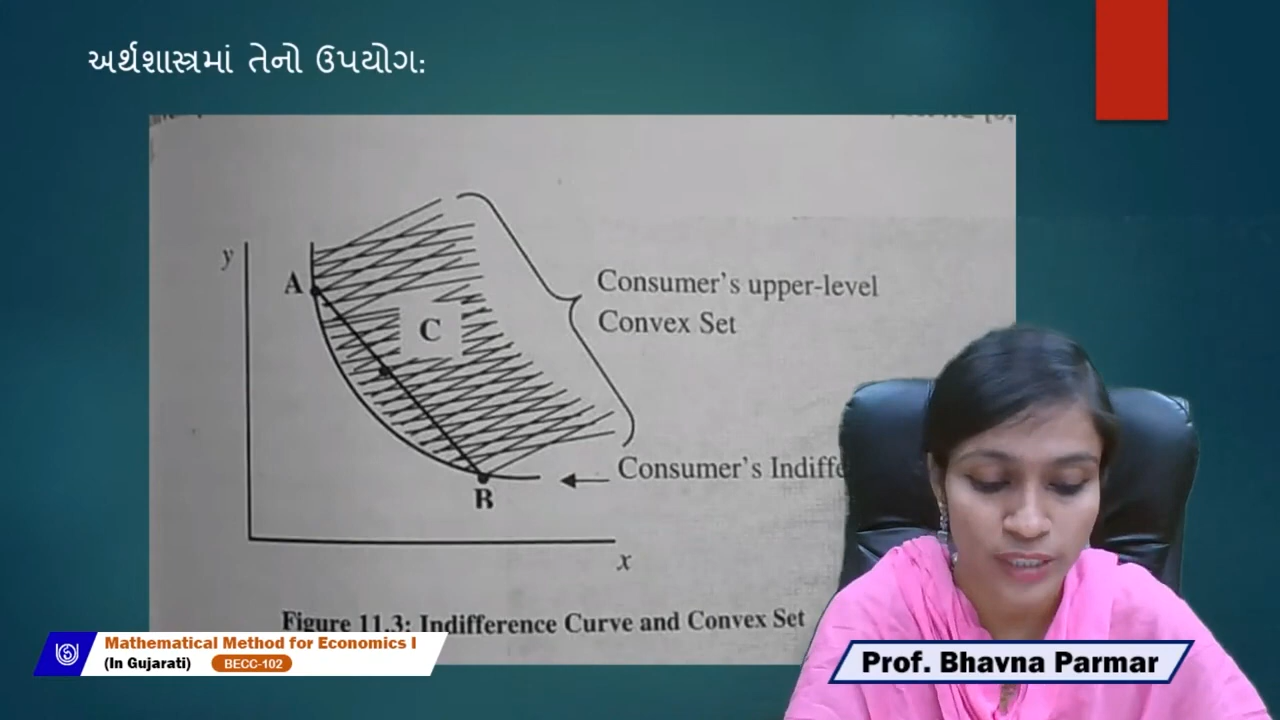 અર્થશાસ્ત્રમાં તેનો ઉપયોગ:
y
A
C
Consumer's upper-level
Convex Set
Consumer's
B
x
Figure 11.3: Indifference Curve and Convex Set
Mathematical Method for Economics I
(In Gujarati) BECC-102
Prof. Bhavna Parmar